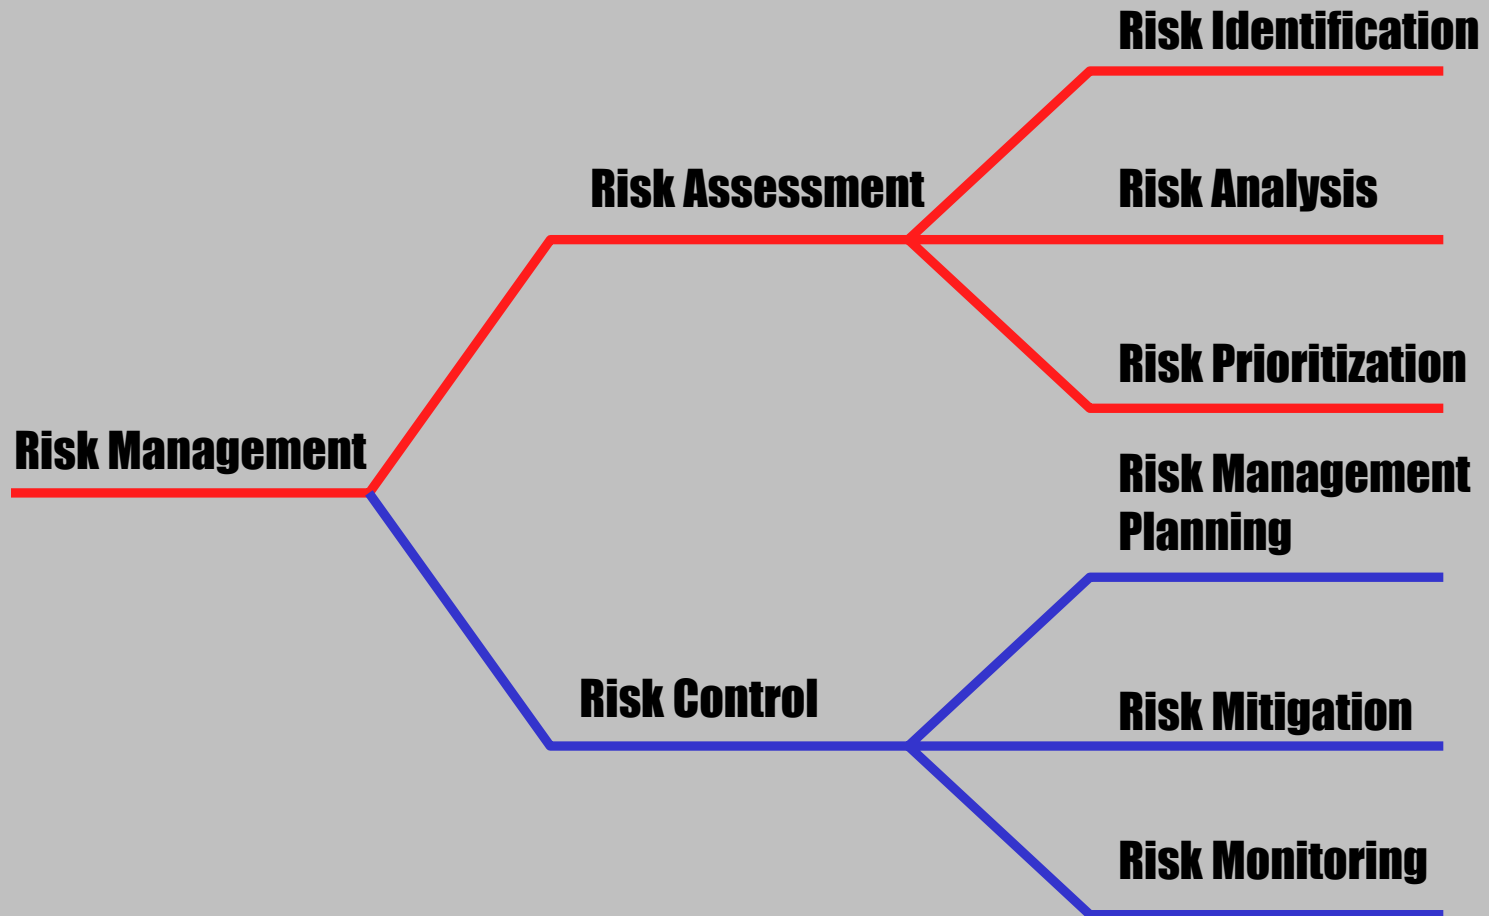 Risk Identification
Risk Assessment
Risk Analysis
Risk Prioritization
Risk Management
Risk Management
Planning
Risk Control
Risk Mitigation
Risk Monitoring